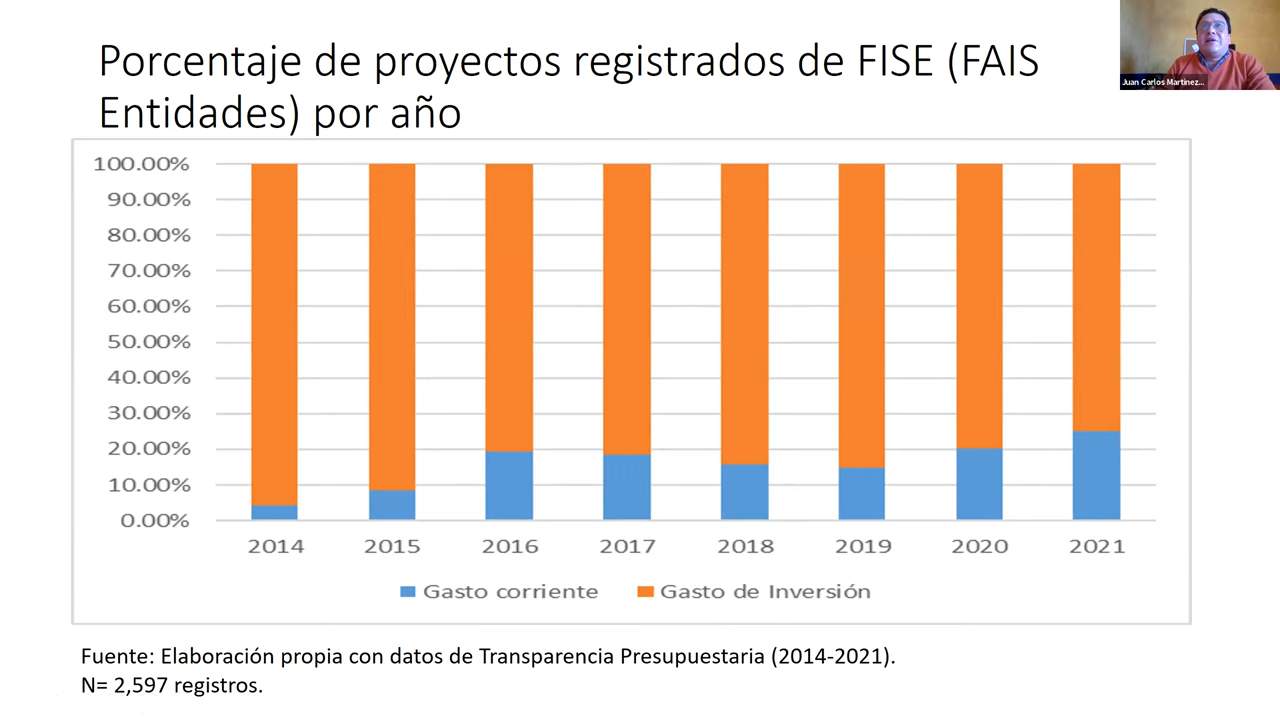 Porcentaje de proyectos registrados de FISE (FAIS
Entidades) por año
Juan Carlos Martinez...
100.00%
90.00%
80.00%
70.00%
60.00%
50.00%
40.00%
30.00%
20.00%
10.00%
0.00%
2014 2015 2016 2017 2018 2019 2020 2021
Gasto corriente Gasto de Inversión
Fuente: Elaboración propia con datos de Transparencia Presupuestaria (2014-2021).
N= 2,597 registros.